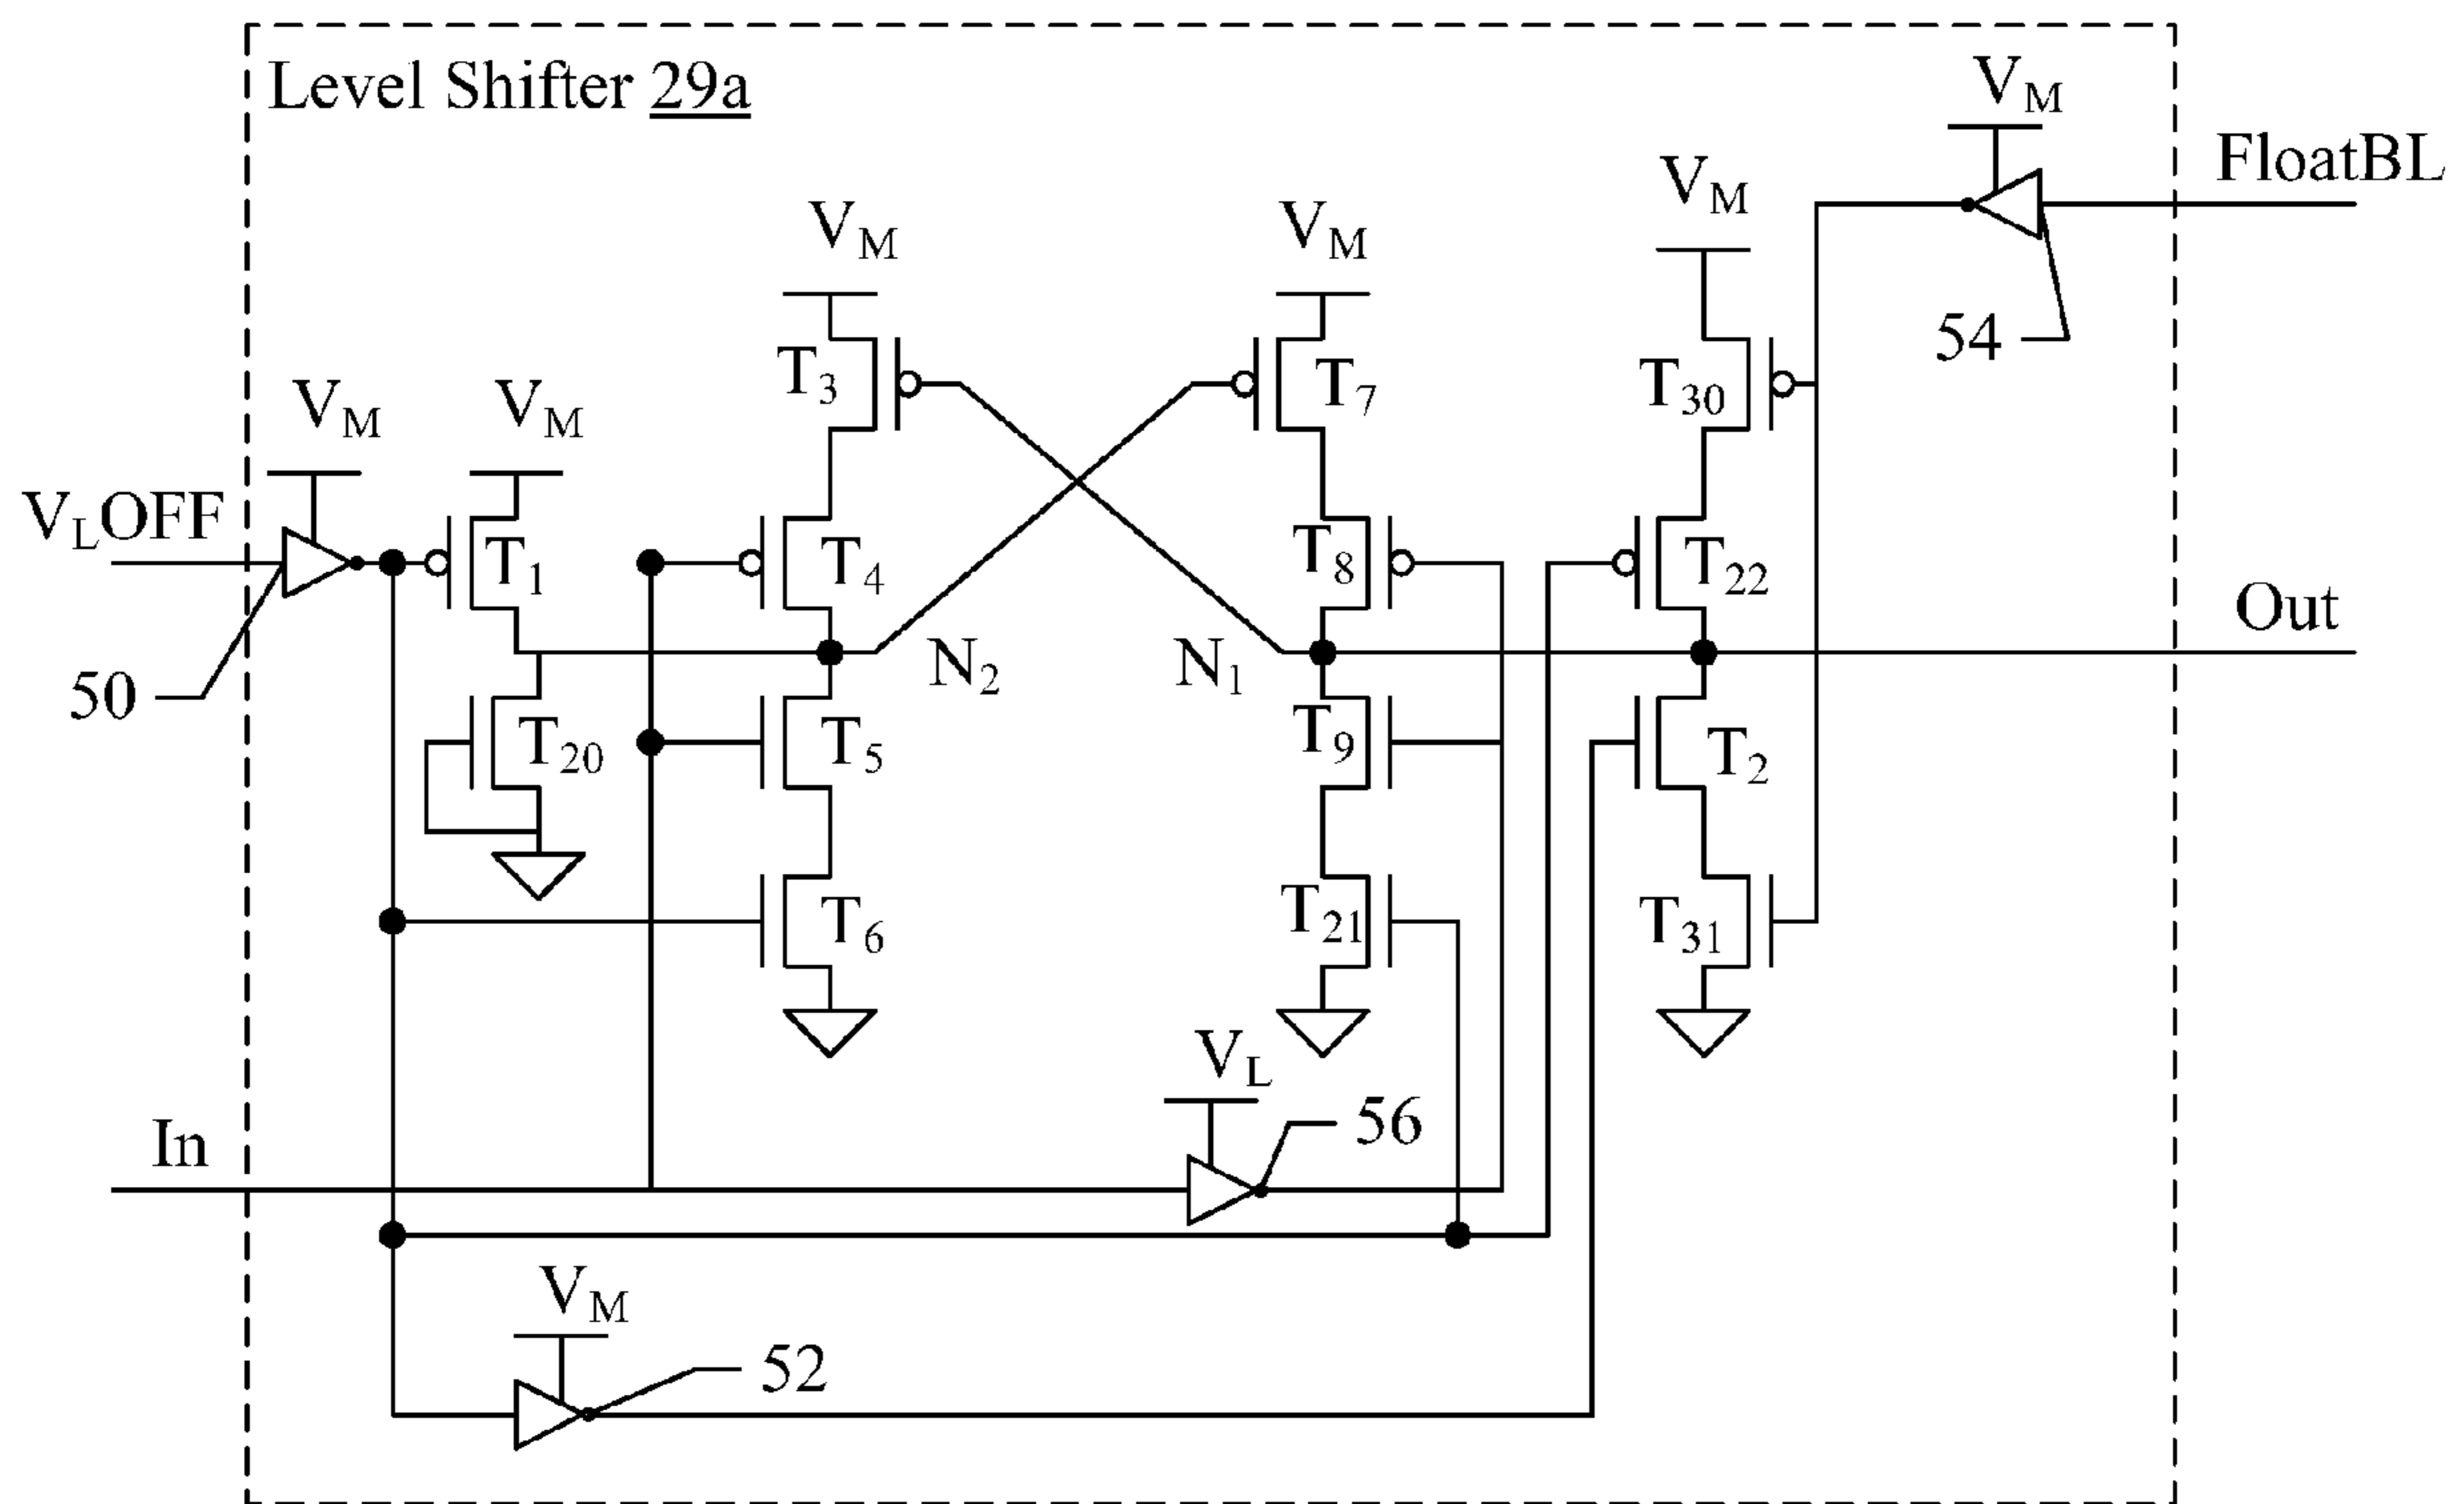 Level Shifter 29a
V_M
FloatBL
V_M
V_M
V_M
54
T_3
T_7
T_30
V_M
V_M
V_LOFF
T_1
T_4
T_8
T_22
Out
50
N_2
N_1
T_20
T_5
T_9
T_2
T_6
T_21
T_31
V_L
56
In
V_M
52